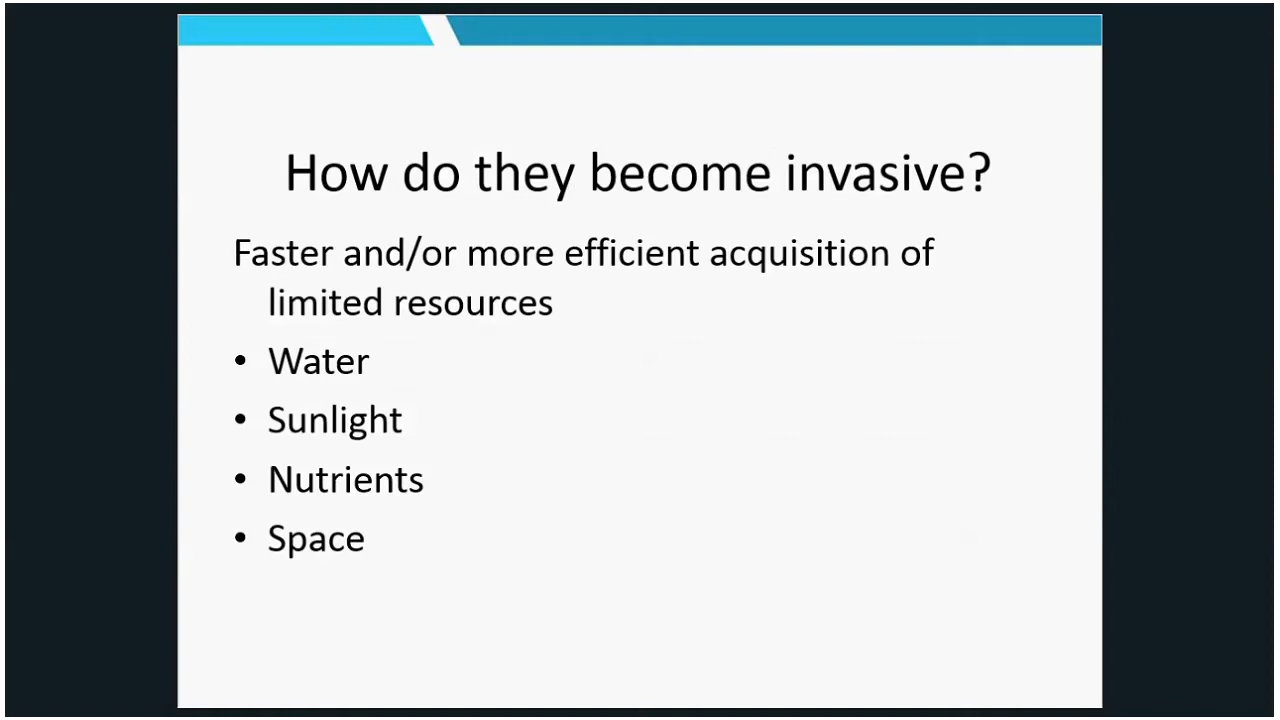 How do they become invasive?
Faster and/or more efficient acquisition of
limited resources
• Water
• Sunlight
• Nutrients
• Space